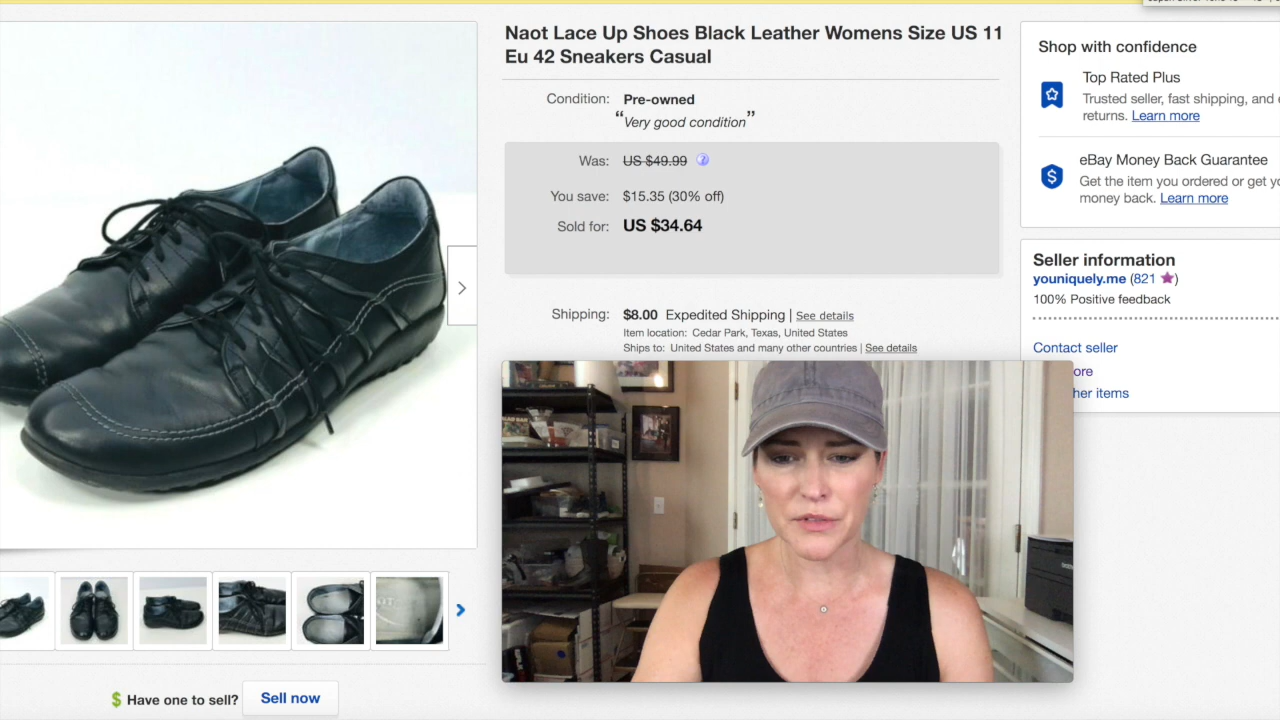 Naot Lace Up Shoes Black Leather Womens Size US 11
Eu 42 Sneakers Casual
Condition: Pre-owned
“Very good condition”
Was: US $49.99
You save: $15.35 (30% off)
Sold for: US $34.64
Shipping: $8.00 Expedited Shipping | See details
Item location: Cedar Park, Texas, United States
Ships to: United States and many other countries | See details
Have one to sell? Sell now
Shop with confidence
Top Rated Plus
Trusted seller, fast shipping, and
returns. Learn more
eBay Money Back Guarantee
Get the item you ordered or get
money back. Learn more
Seller information
youniquely.me (821)
100% Positive feedback
Contact seller
ore
her items